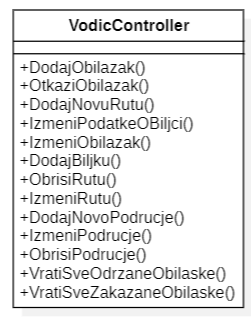 VodicController
+DodajObilazak()
+OtkaziObilazak()
+DodajNovuRutu()
+IzmeniPodatkeOBiljci()
+IzmeniObilazak()
+DodajBiljku()
+ObrisiRutu()
+IzmeniRutu()
+DodajNovoPodrucje()
+IzmeniPodrucje()
+ObrisiPodrucje()
+VratiSveOdrzaneObilaske()
+VratiSveZakazaneObilaske()